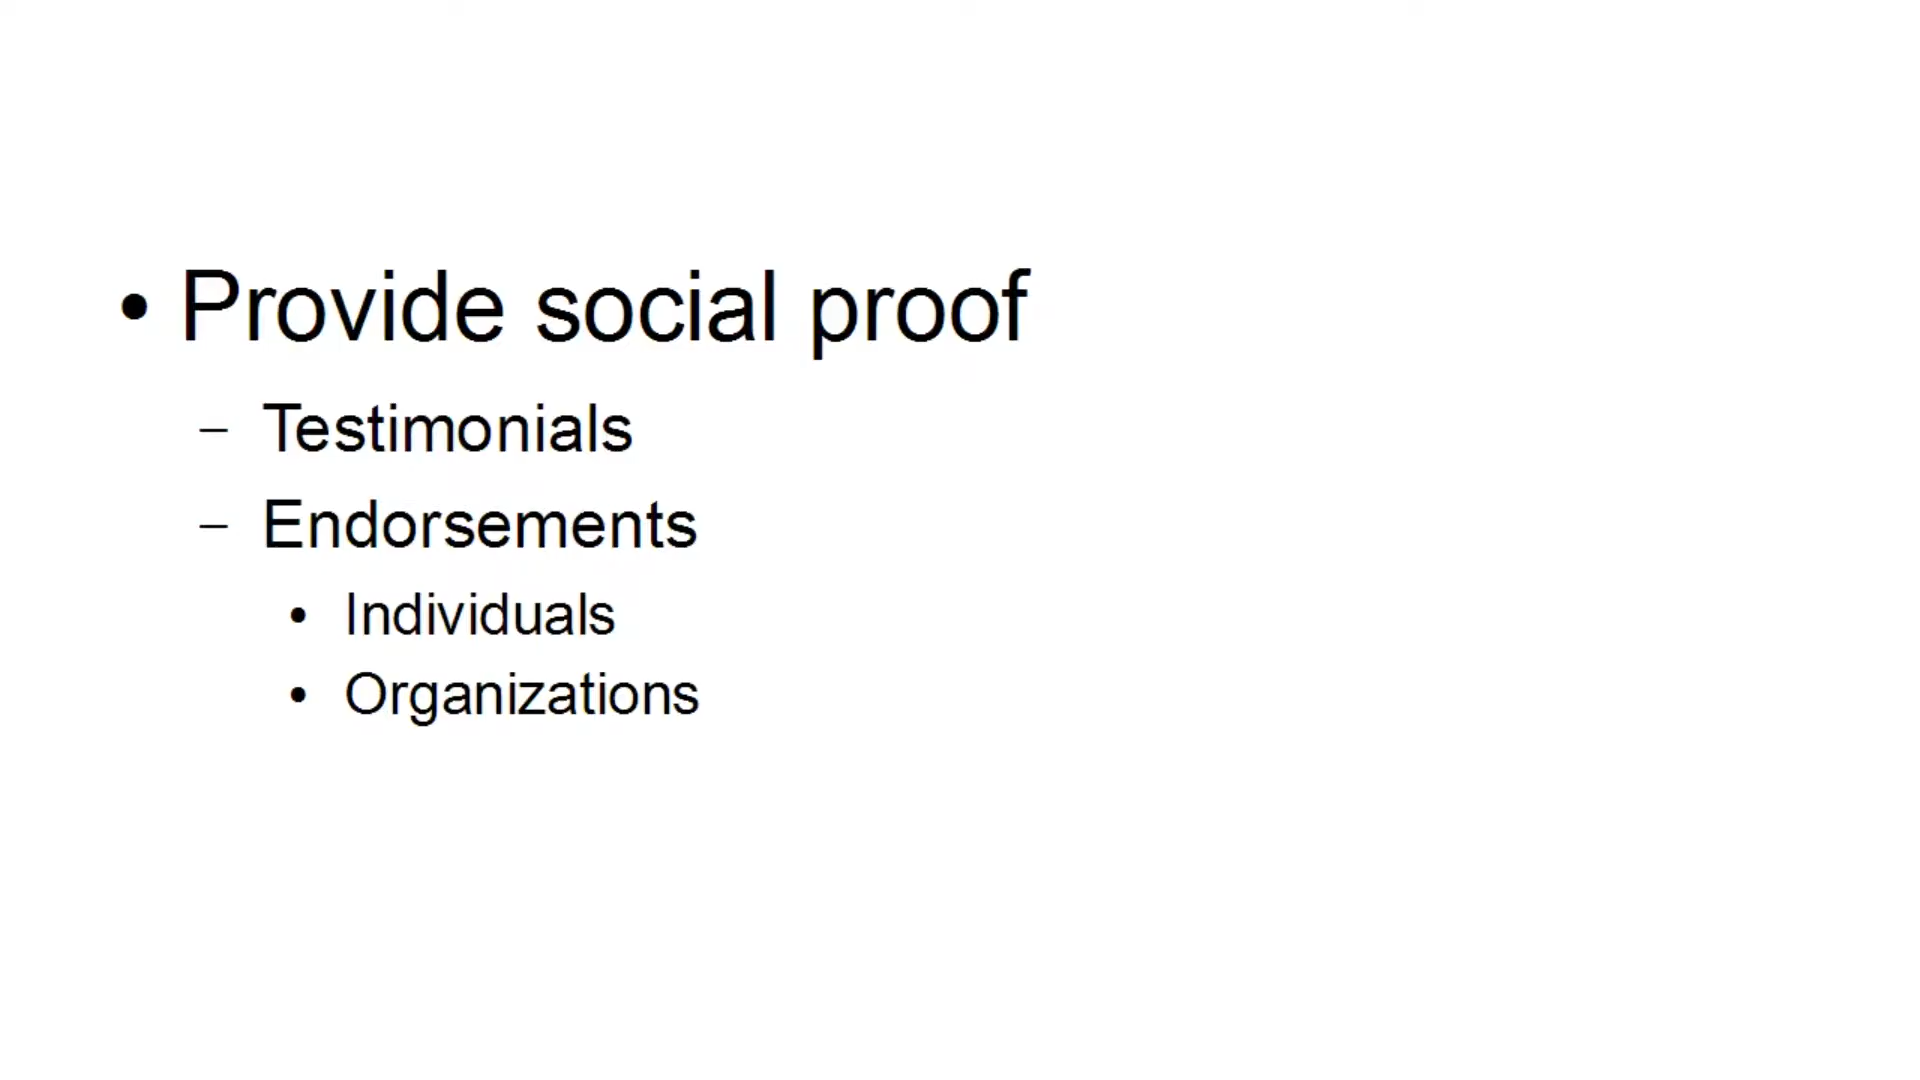 • Provide social proof
– Testimonials
– Endorsements
• Individuals
• Organizations